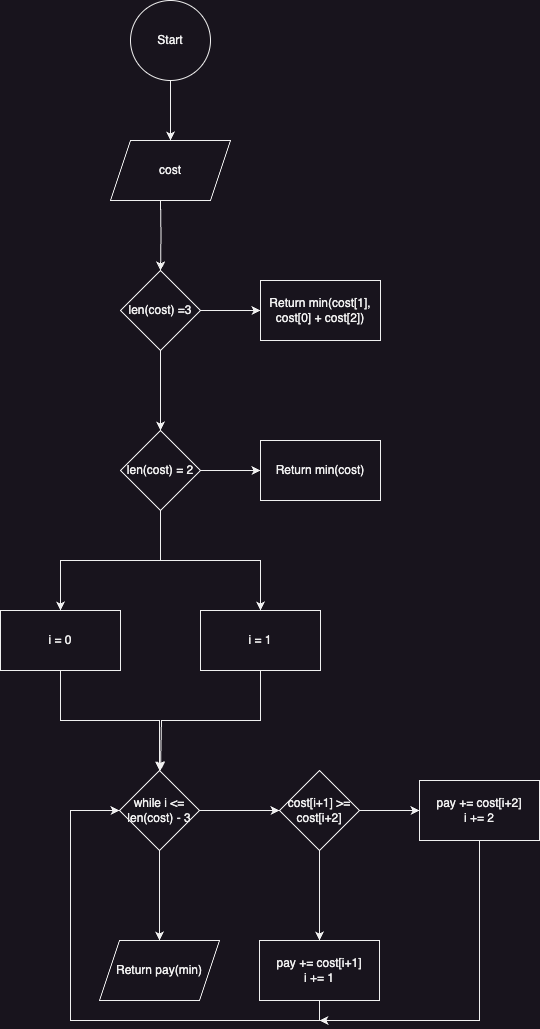 Start
cost
len(cost) =3
Return min(cost[1],
cost[0] + cost[2])
len(cost) = 2
Return min(cost)
i = 0
i = 1
while i <=
len(cost) - 3
cost[i+1] >=
cost[i+2]
pay += cost[i+2]
i += 2
Return pay(min)
pay += cost[i+1]
i += 1